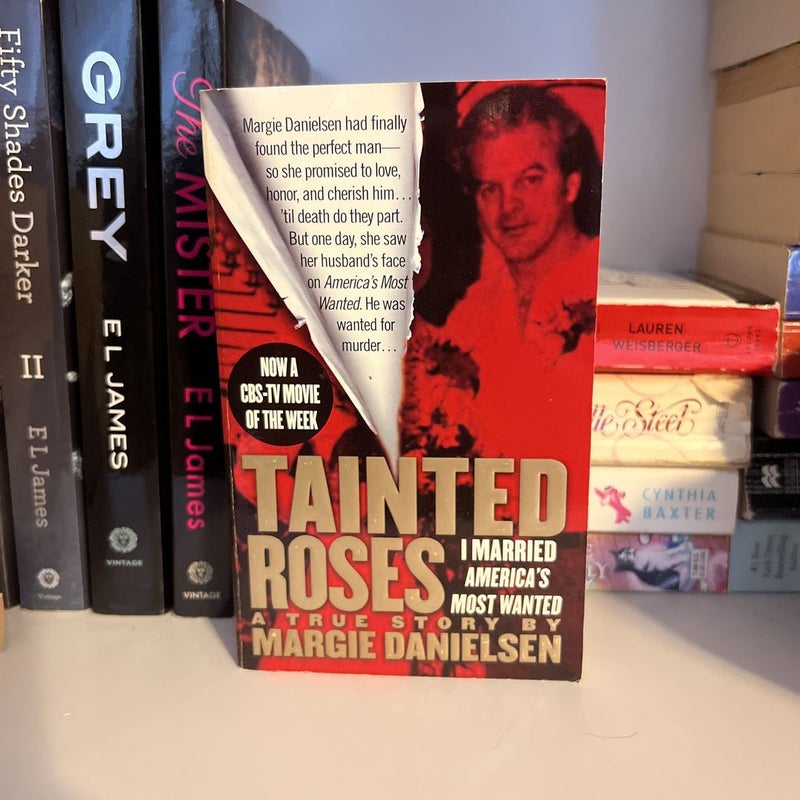 Fifty Shades Darker
II
E L James
Vintage
GREY
E L JAMES
VINTAGE
The MISTER
E L James
VINTAGE
Margie Danielsen had finally
found the perfect man—
so she promised to love,
honor, and cherish him...
'til death do they part.
But one day, she saw
her husband's face
on America's Most
Wanted. He was
wanted for
murder...
NOW A
CBS-TV MOVIE
OF THE WEEK
TAINTED
ROSES
I MARRIED
AMERICA'S
MOST WANTED
A TRUE STORY BY
MARGIE DANIELSEN
LAUREN
WEISBERGER
Steel
CYNTHIA
BAXTER